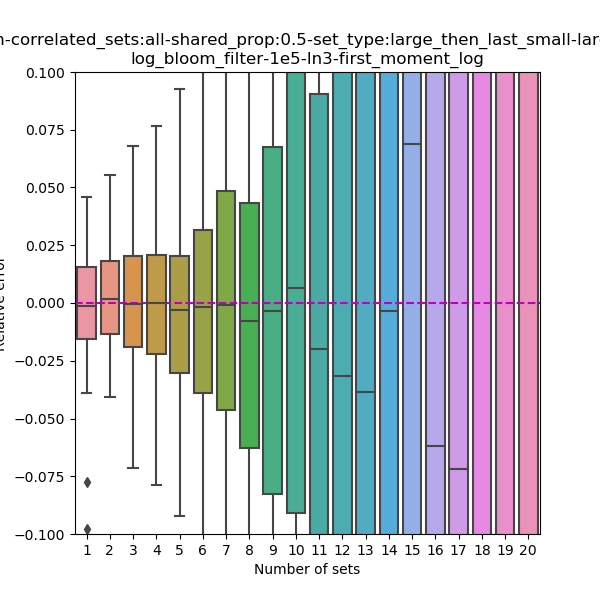 n-correlated_sets:all-shared_prop:0.5-set_type:large_then_last_small-lar
log_bloom_filter-1e5-ln3-first_moment_log
0.100
0.075
0.050
0.025
0.000
−0.025
−0.050
−0.075
−0.100
Relative error
1 2 3 4 5 6 7 8 9 10 11 12 13 14 15 16 17 18 19 20
Number of sets